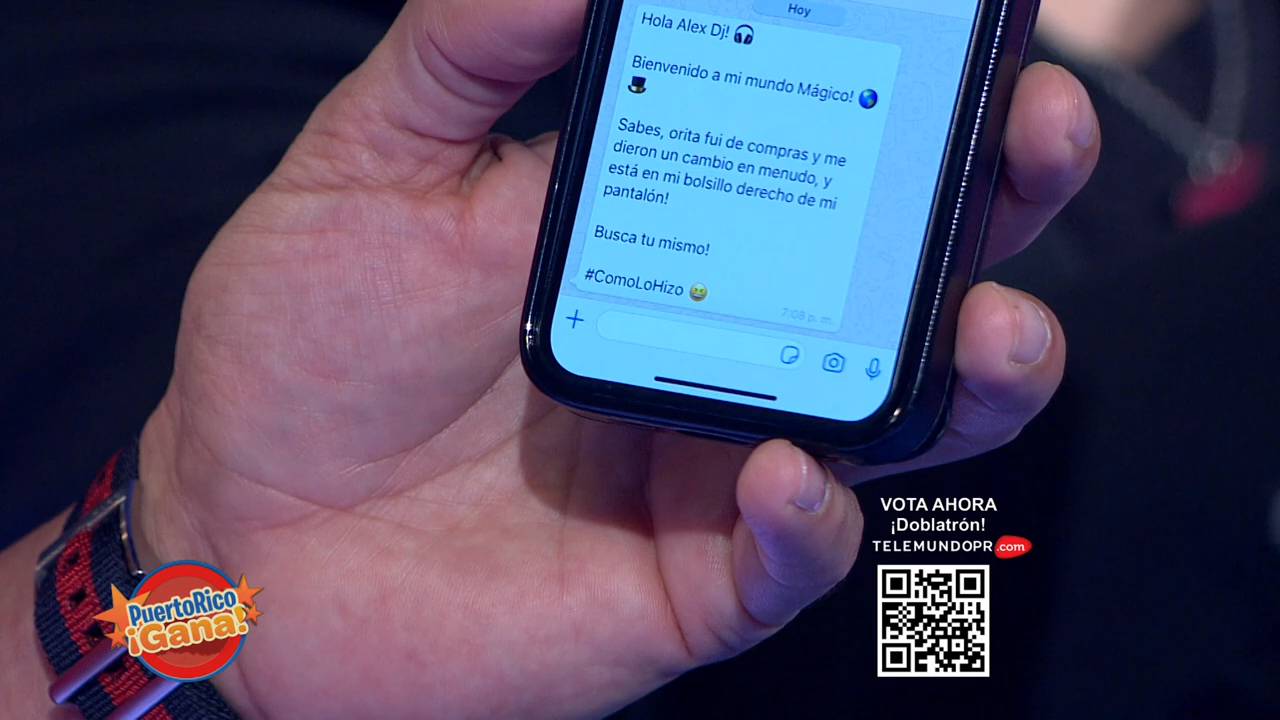 Hoy
Hola Alex Dj! 🎧
Bienvenido a mi mundo Mágico! 🌎
🎩
Sabes, orita fui de compras y me
dieron un cambio en menudo, y
está en mi bolsillo derecho de mi
pantalón!
Busca tu mismo!
#ComoLoHizo 😆
7:08 p. m.
VOTA AHORA
¡Doblatrón!
TELEMUNDOPR.com
PuertoRico
¡Gana!